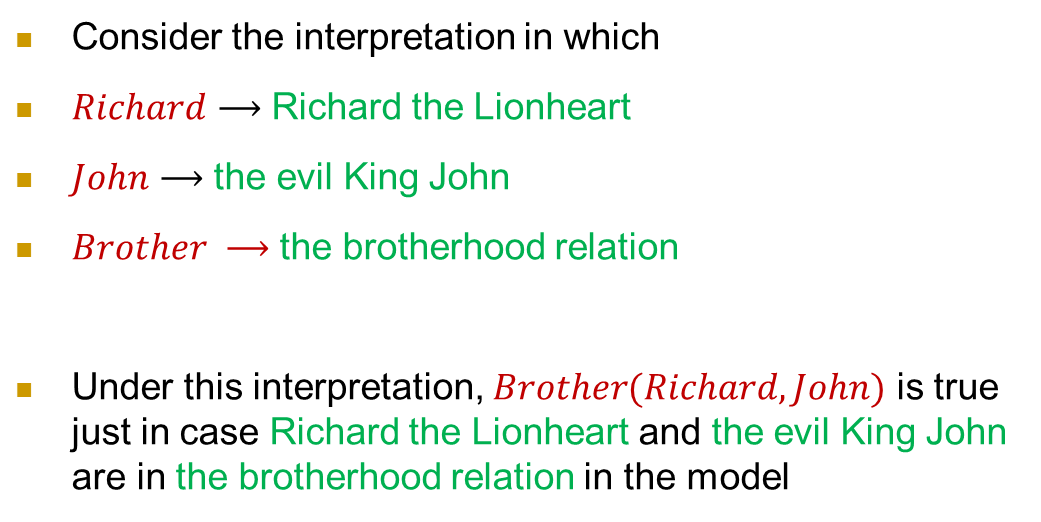 Consider the interpretation in which
Richard ⟶ Richard the Lionheart
John ⟶ the evil King John
Brother ⟶ the brotherhood relation
Under this interpretation, Brother(Richard, John) is true
just in case Richard the Lionheart and the evil King John
are in the brotherhood relation in the model